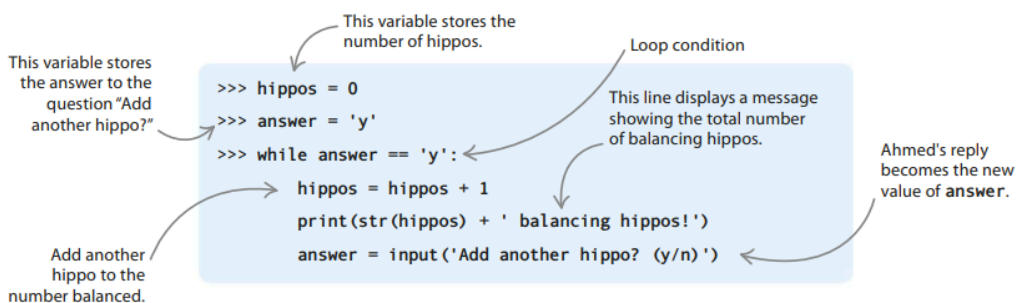 This variable stores the
number of hippos.
Loop condition
This variable stores
the answer to the
question “Add
another hippo?”
>>> hippos = 0
>>> answer = 'y'
>>> while answer == 'y':
hippos = hippos + 1
print(str(hippos) + ' balancing hippos!')
answer = input('Add another hippo? (y/n)')
This line displays a message
showing the total number
of balancing hippos.
Ahmed's reply
becomes the new
value of answer.
Add another
hippo to the
number balanced.